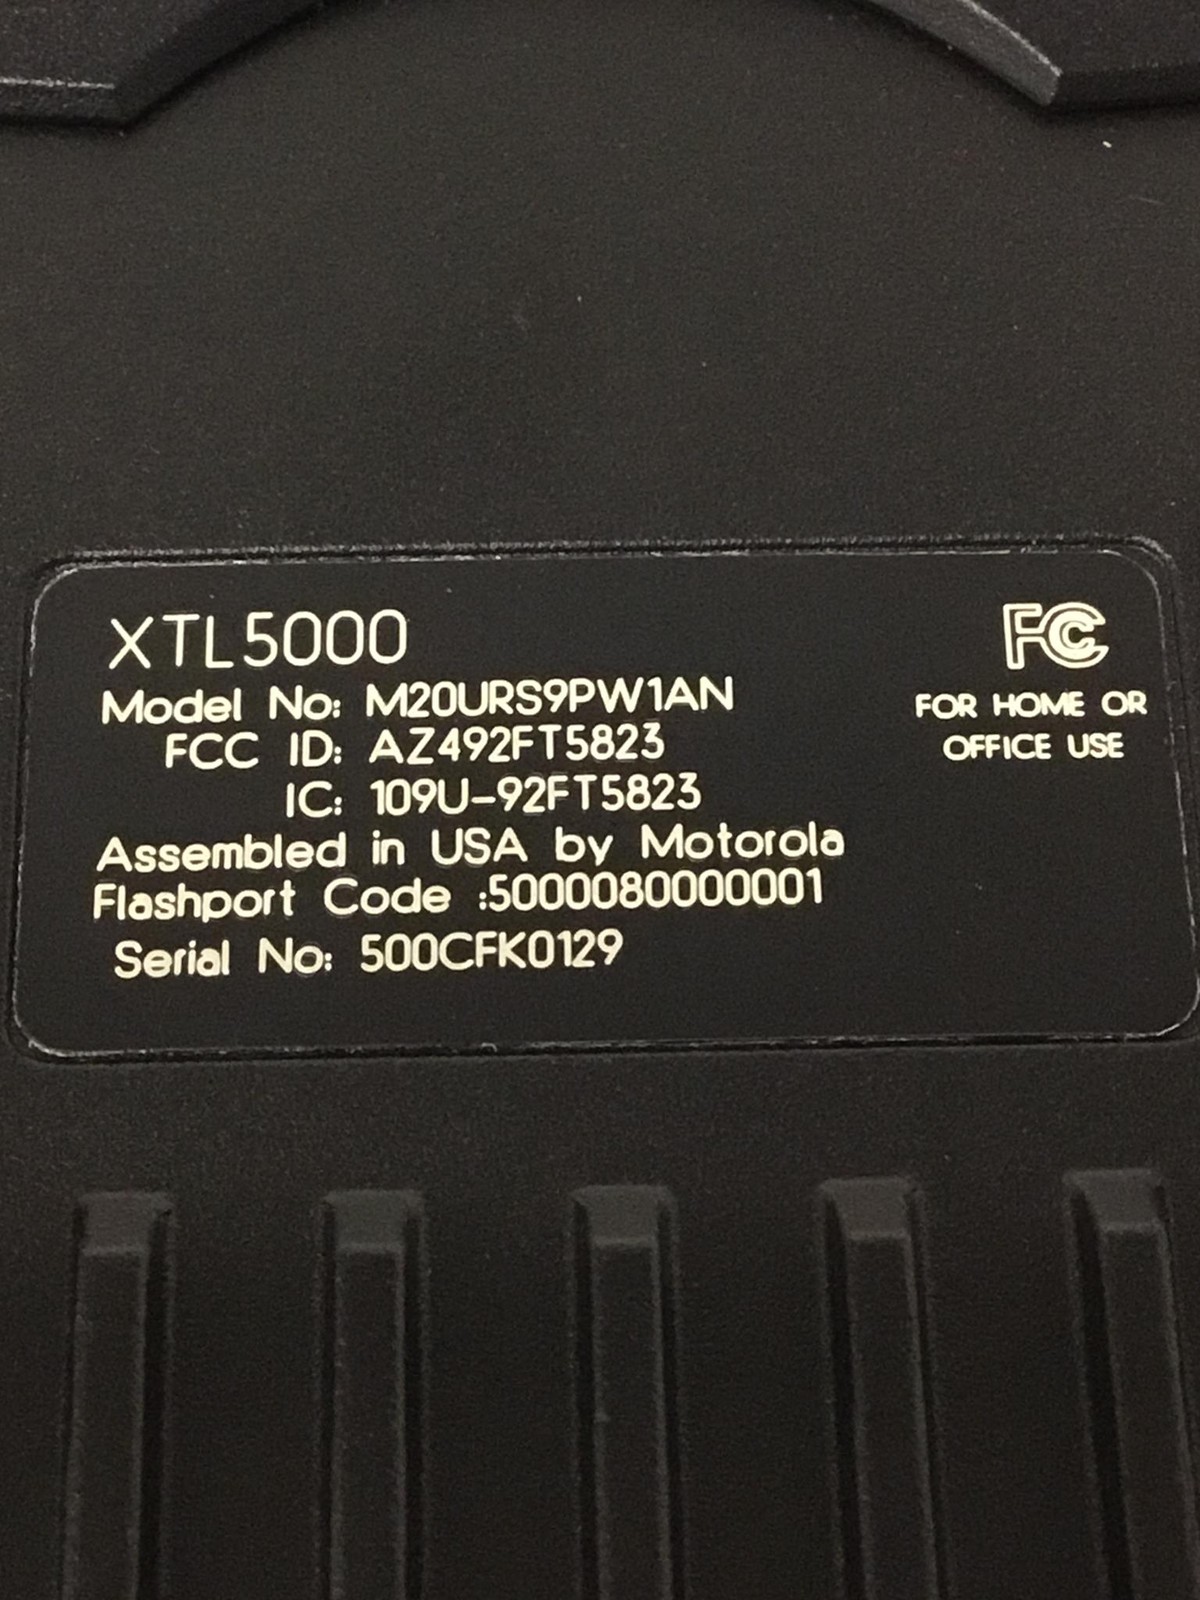 XTL5000
Model No: M20URS9PW1AN
FCC ID: AZ492FT5823
IC: 109U-92FT5823
Assembled in USA by Motorola
Flashport Code :5000080000001
Serial No: 500CFK0129
FC
FOR HOME OR
OFFICE USE